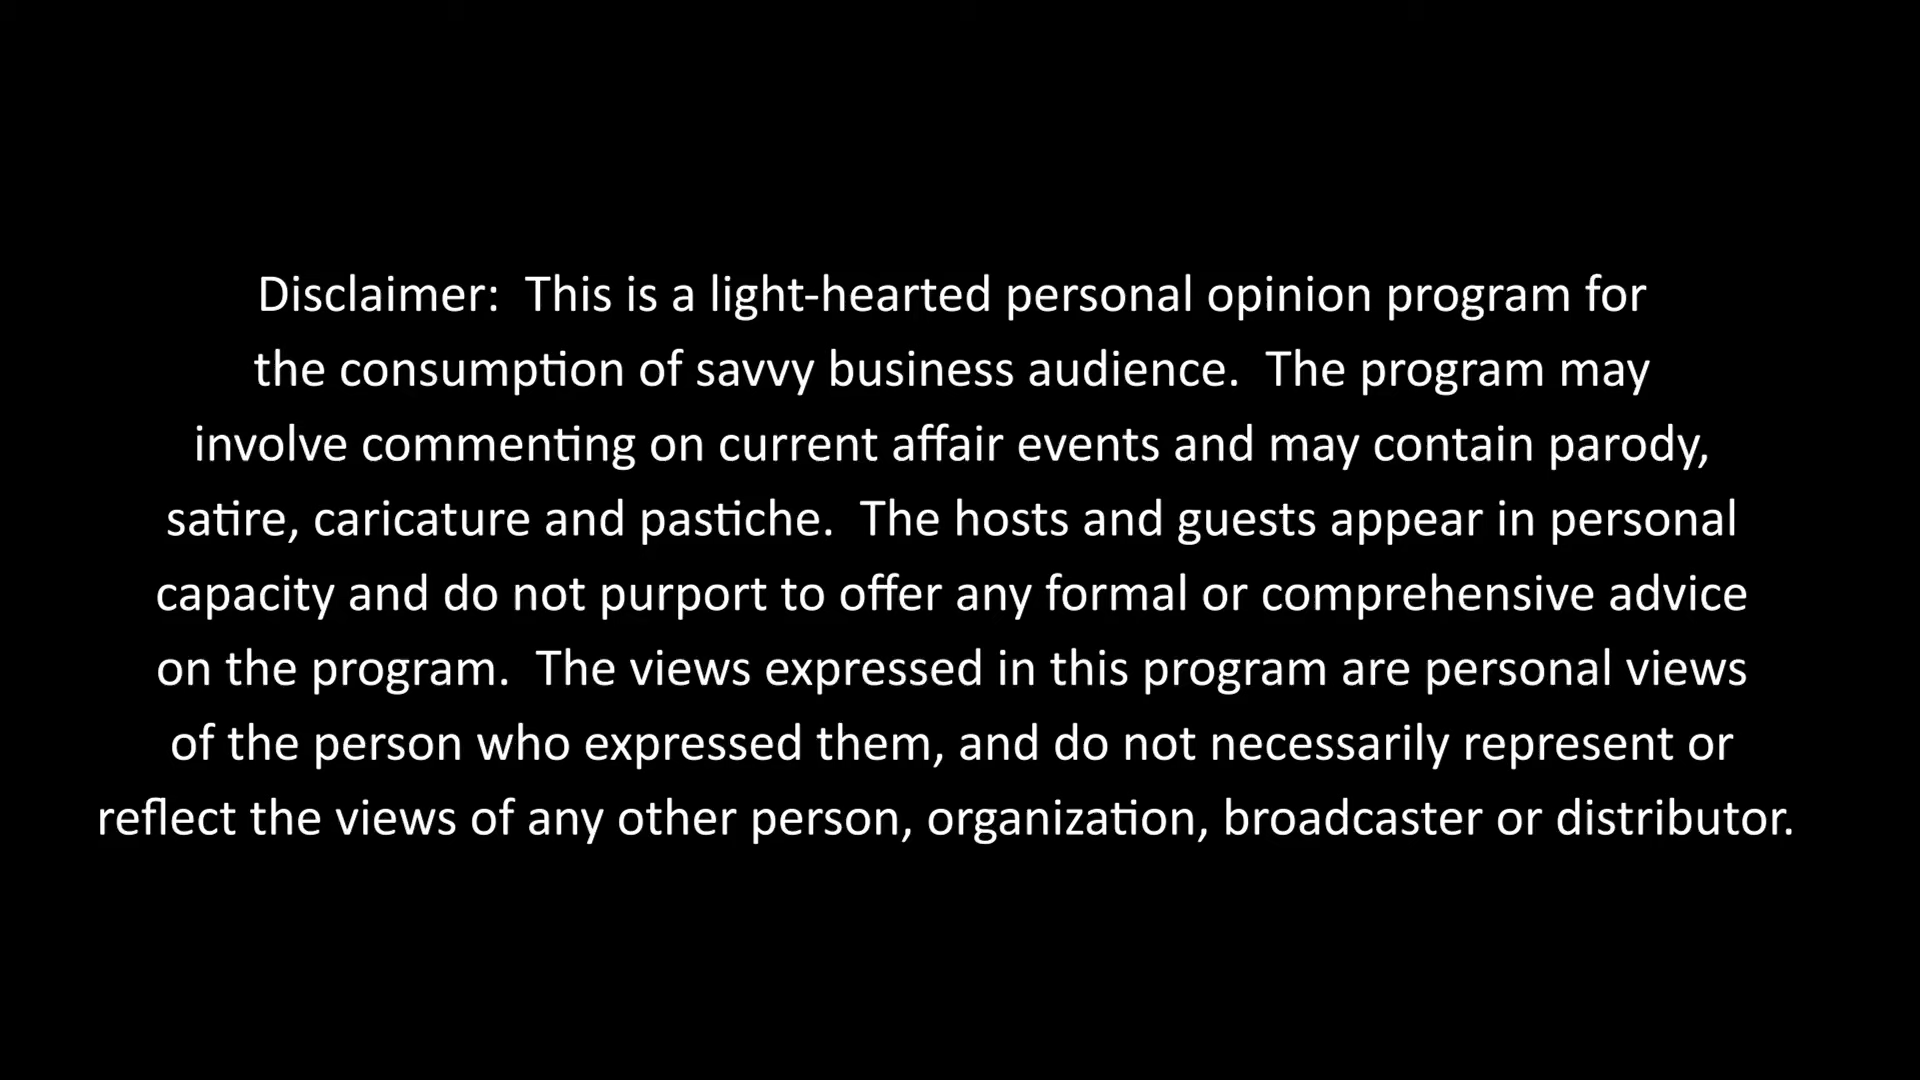 Disclaimer:  This is a light-hearted personal opinion program for
the consumption of savvy business audience.  The program may
involve commenting on current affair events and may contain parody,
satire, caricature and pastiche.  The hosts and guests appear in personal
capacity and do not purport to offer any formal or comprehensive advice
on the program.  The views expressed in this program are personal views
of the person who expressed them, and do not necessarily represent or
reflect the views of any other person, organization, broadcaster or distributor.